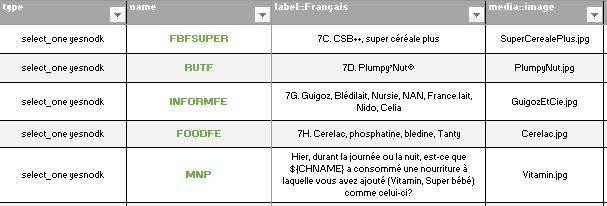 type name label::Français media::image
select_one yesnodk FBFSUPER 7C. CSB++, super céréale plus SuperCerealePlus.jpg
select_one yesnodk RUTF 7D. Plumpy'Nut® PlumpyNut.jpg
select_one yesnodk INFORMFE 7G. Guigoz, Blédilait, Nursie, NAN, France lait, GuigozEtCie.jpg
Nido, Celia
select_one yesnodk FOODFE 7H. Cerelac, phosphatine, bledine, Tanty Cerelac.jpg
Hier, durant la journée ou la nuit, est-ce que
${CHNAME} a consommé une nourriture à
select_one yesnodk MNP laquelle vous avez ajouté (Vitamin, Super bébé) Vitamin.jpg
comme celui-ci?